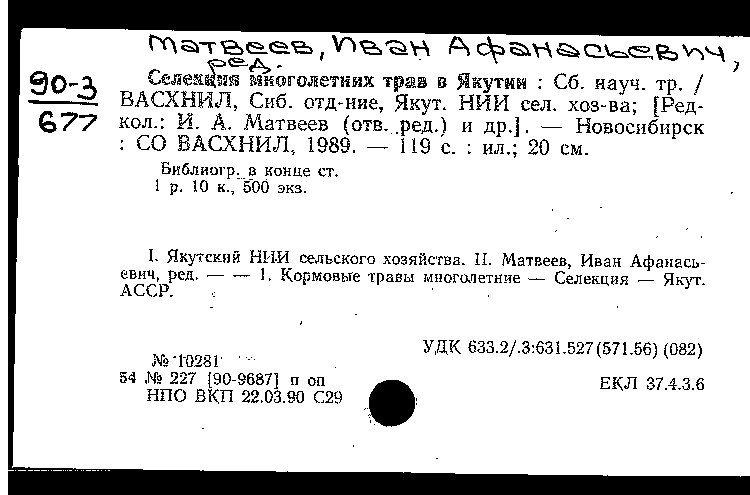 Матвеев, Иван Афанасьевич,
ред.
90-3
677
Селекция многолетних трав в Якутии : Сб. науч. тр. /
ВАСХНИЛ, Сиб. отд-ние, Якут. НИИ сел. хоз-ва; [Ред-
кол.: И. А. Матвеев (отв. ред.) и др.]. — Новосибирск
: СО ВАСХНИЛ, 1989. — 119 с. : ил.; 20 см.
Библиогр. в конце ст.
1 р. 10 к., 500 экз.
I. Якутский НИИ сельского хозяйства. II. Матвеев, Иван Афанась-
евич, ред. — — 1. Кормовые травы многолетние — Селекция — Якут.
АССР.
УДК 633.2/.3:631.527(571.56)(082)
№ 10281
54 № 227 [90-9687] п оп
ЕКЛ 37.4.3.6
НПО ВКП 22.03.90 С29